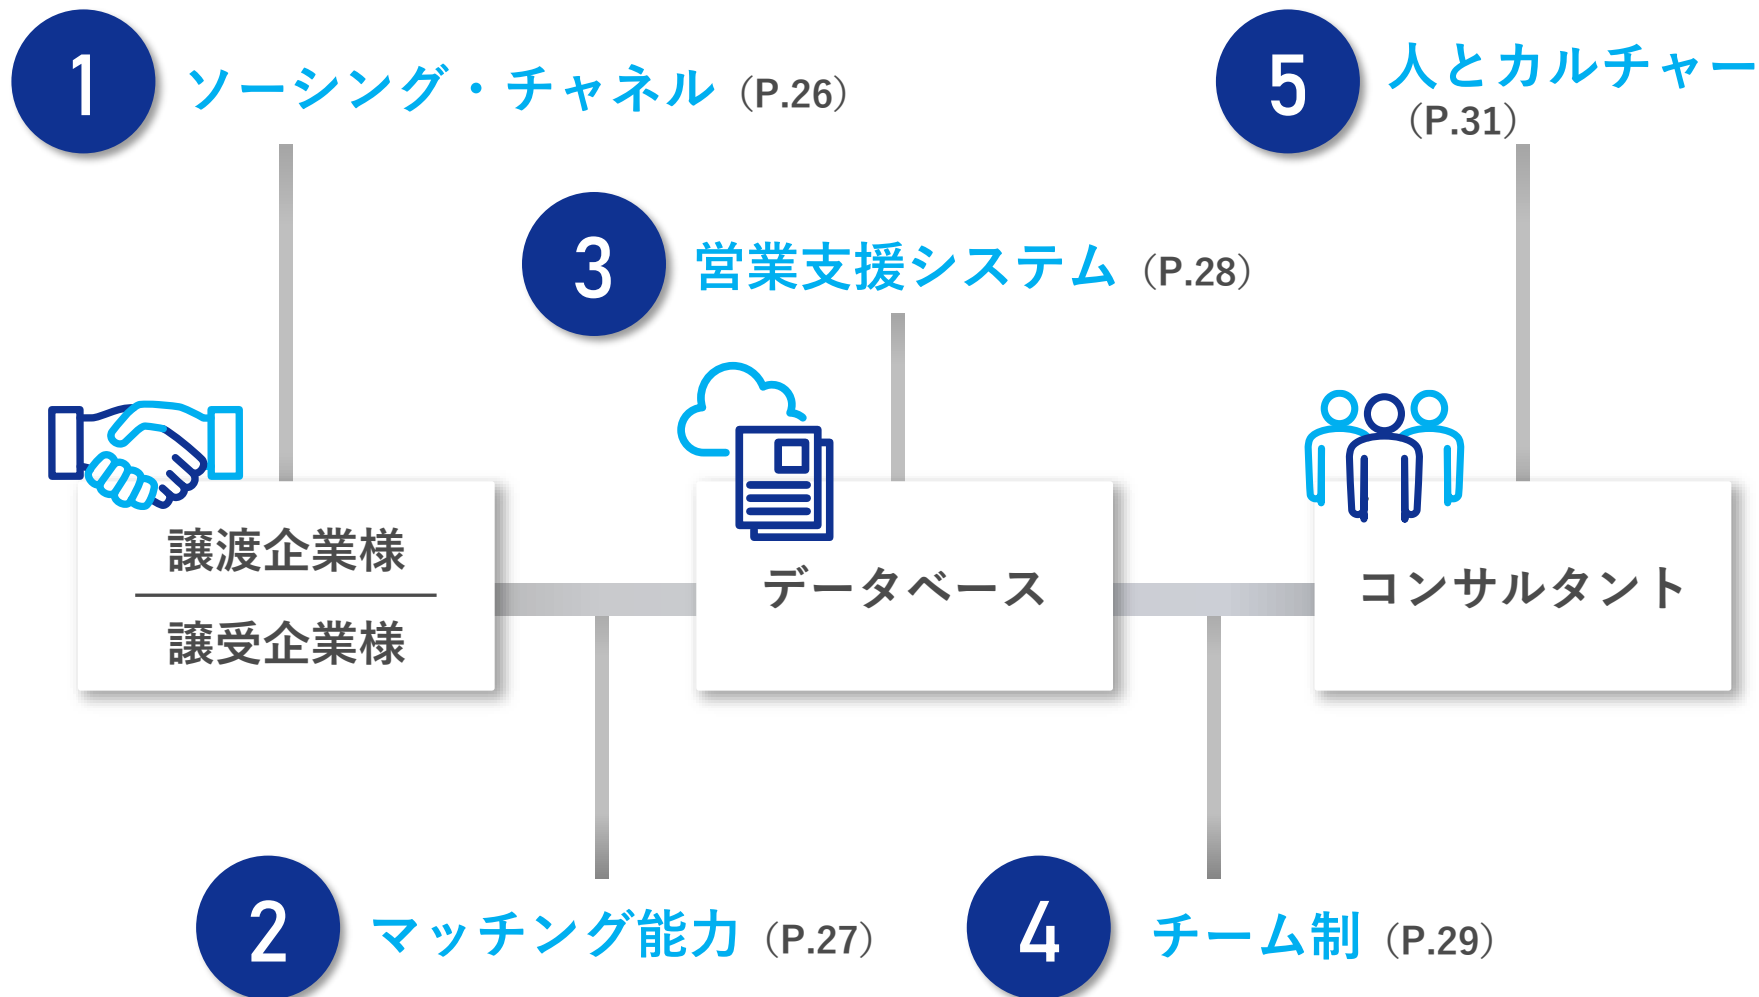 1
ソーシング・チャネル (P.26)
5
人とカルチャー
(P.31)
3
営業支援システム (P.28)
譲渡企業様
譲受企業様
データベース
コンサルタント
2
マッチング能力 (P.27)
4
チーム制 (P.29)